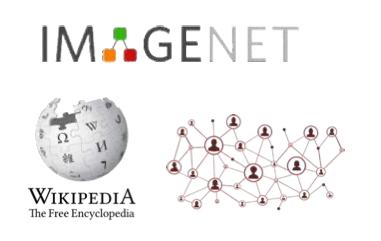 IMAGENET
Ω W И
WIKIPEDIA
The Free Encyclopedia